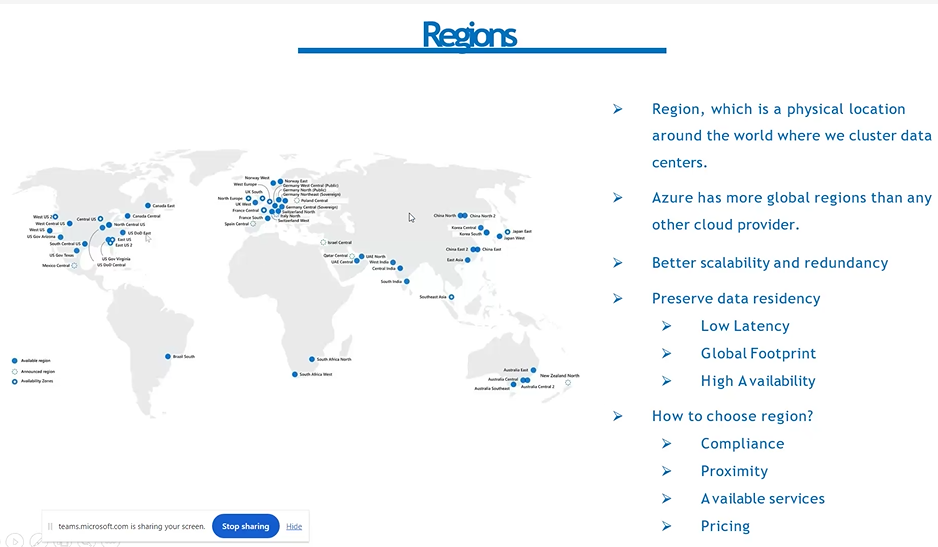 Regions
Region, which is a physical location
around the world where we cluster data
centers.
Azure has more global regions than any
other cloud provider.
Better scalability and redundancy
Preserve data residency
Low Latency
Global Footprint
High Availability
How to choose region?
Compliance
Proximity
Available services
Pricing
West US 2
West Central US
West US
US Gov Arizona
South Central US
US Gov Texas
Mexico Central
Central US
Canada East
Canada Central
North Central US
US DoD East
East US
East US 2
US Gov Virginia
US DoD Central
Brazil South
Norway West
West Europe
UK South
North Europe
UK West
France Central
France South
Spain Central
Norway East
Germany West Central (Public)
Germany North (Public)
Germany Northeast (Sovereign)
Poland Central
Germany Central (Sovereign)
Switzerland North
Italy North
Switzerland West
Israel Central
Qatar Central
UAE Central
UAE North
West India
Central India
South India
South Africa North
South Africa West
China North
China North 2
Korea Central
Korea South
Japan East
Japan West
China East 2
China East
East Asia
Southeast Asia
Australia East
Australia Central
Australia Southeast
Australia Central 2
New Zealand North
Available region
Announced region
Availability Zones
teams.microsoft.com is sharing your screen.
Stop sharing
Hide